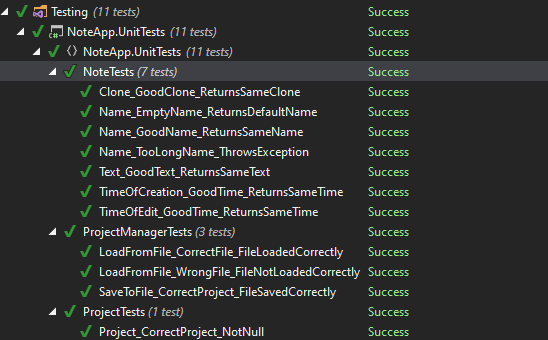 Testing (11 tests) Success
NoteApp.UnitTests (11 tests) Success
NoteApp.UnitTests (11 tests) Success
NoteTests (7 tests) Success
Clone_GoodClone_ReturnsSameClone Success
Name_EmptyName_ReturnsDefaultName Success
Name_GoodName_ReturnsSameName Success
Name_TooLongName_ThrowsException Success
Text_GoodText_ReturnsSameText Success
TimeOfCreation_GoodTime_ReturnsSameTime Success
TimeOfEdit_GoodTime_ReturnsSameTime Success
ProjectManagerTests (3 tests) Success
LoadFromFile_CorrectFile_FileLoadedCorrectly Success
LoadFromFile_WrongFile_FileNotLoadedCorrectly Success
SaveToFile_CorrectProject_FileSavedCorrectly Success
ProjectTests (1 test) Success
Project_CorrectProject_NotNull Success